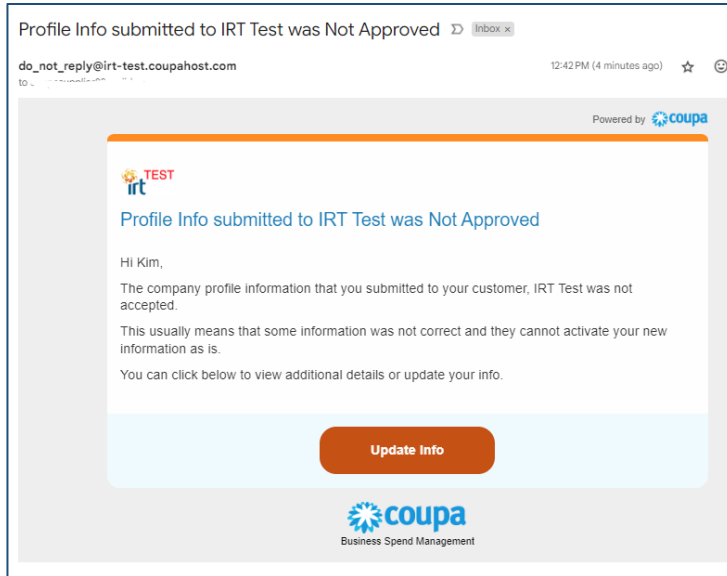 Profile Info submitted to IRT Test was Not Approved Inbox ×
do_not_reply@irt-test.coupahost.com 12:42 PM (4 minutes ago)
to
Powered by coupa
irt TEST
Profile Info submitted to IRT Test was Not Approved
Hi Kim,
The company profile information that you submitted to your customer, IRT Test was not
accepted.
This usually means that some information was not correct and they cannot activate your new
information as is.
You can click below to view additional details or update your info.
Update Info
coupa
Business Spend Management